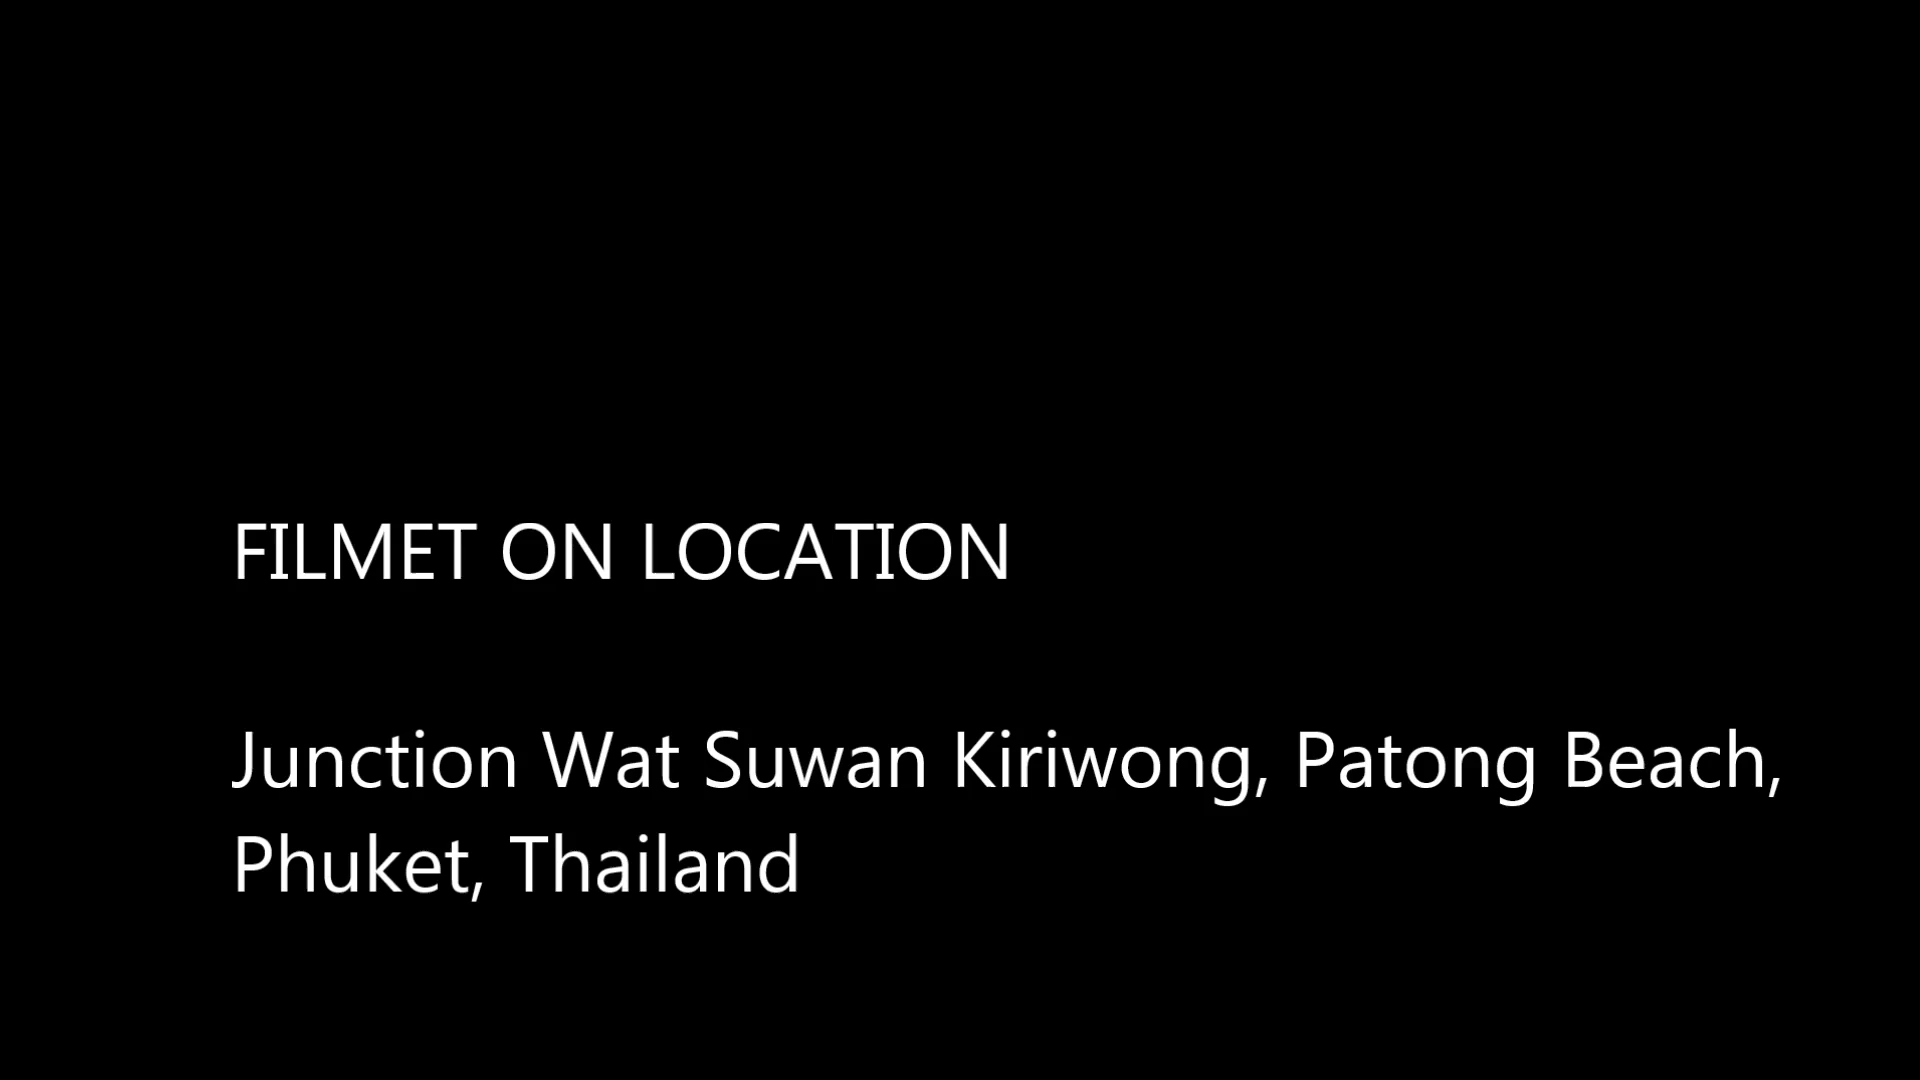 FILMET ON LOCATION
Junction Wat Suwan Kiriwong, Patong Beach,
Phuket, Thailand